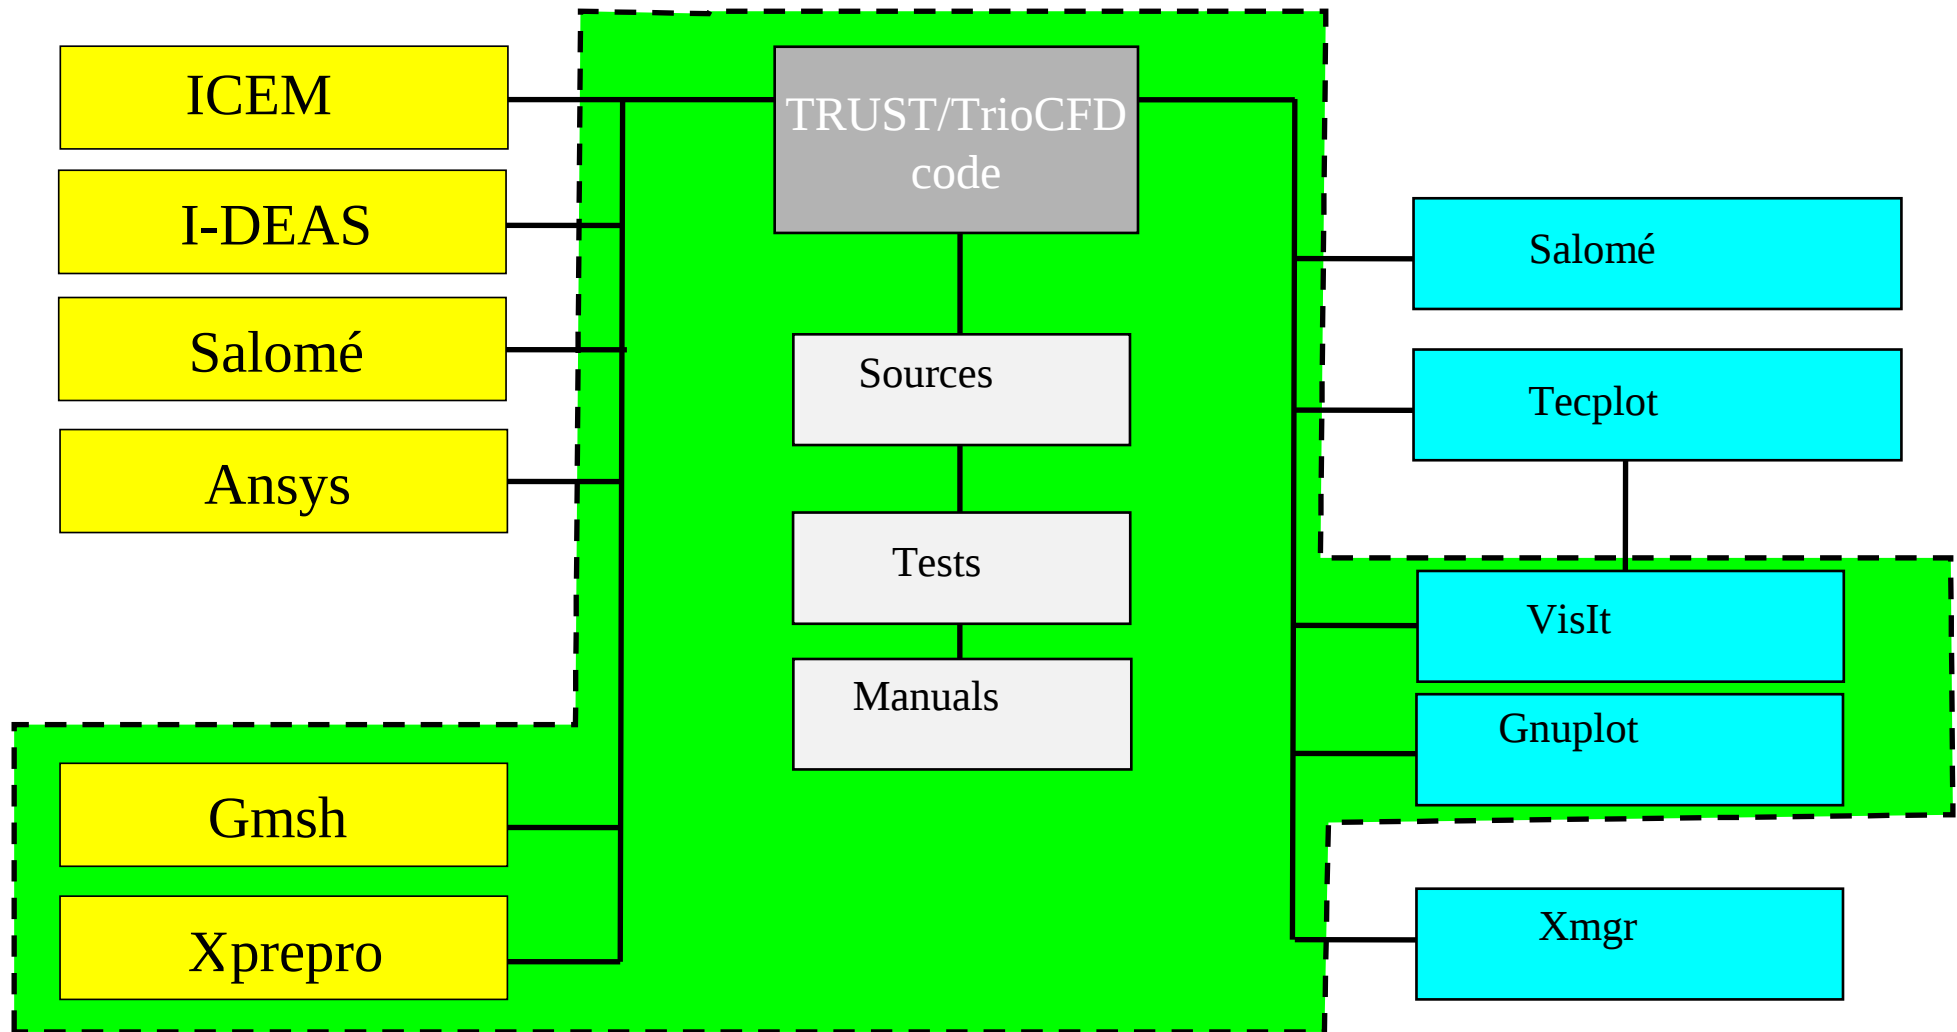 ICEM
I-DEAS
Salomé
Ansys
Gmsh
Xprepro
TRUST/TrioCFD
code
Sources
Tests
Manuals
Salomé
Tecplot
VisIt
Gnuplot
Xmgr